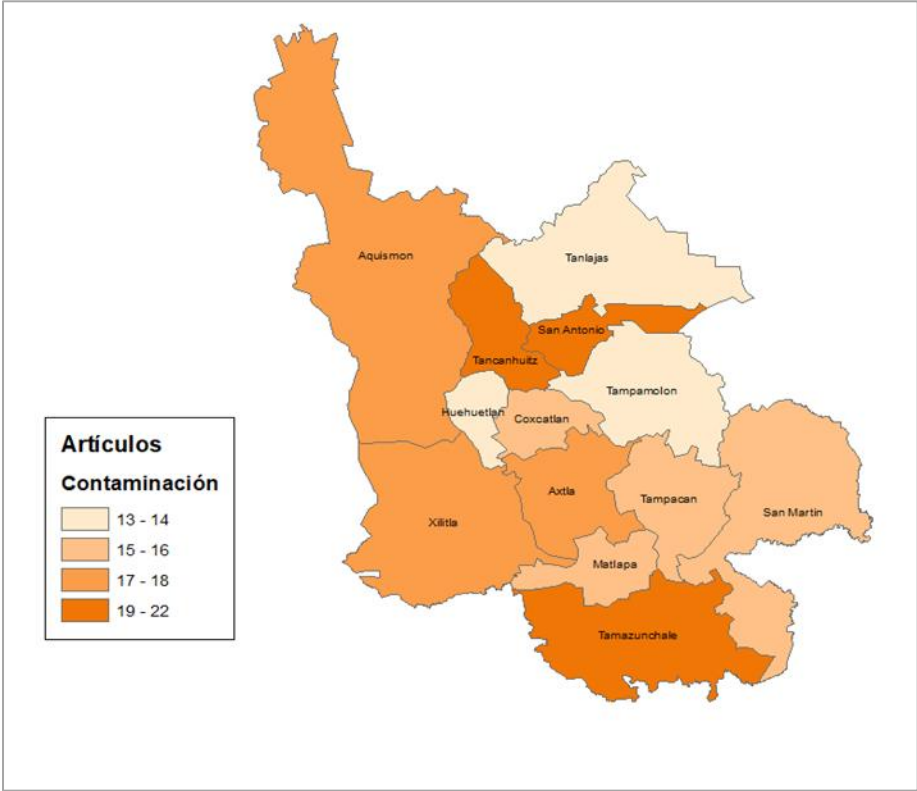 Aquismon
Tanlajas
San Antonio
Tancanhuitz
Tampamolon
Huehuetlan
Coxcatlan
Axtla
Tampacan
San Martin
Xilitla
Matlapa
Tamazunchale
Artículos
Contaminación
13 - 14
15 - 16
17 - 18
19 - 22